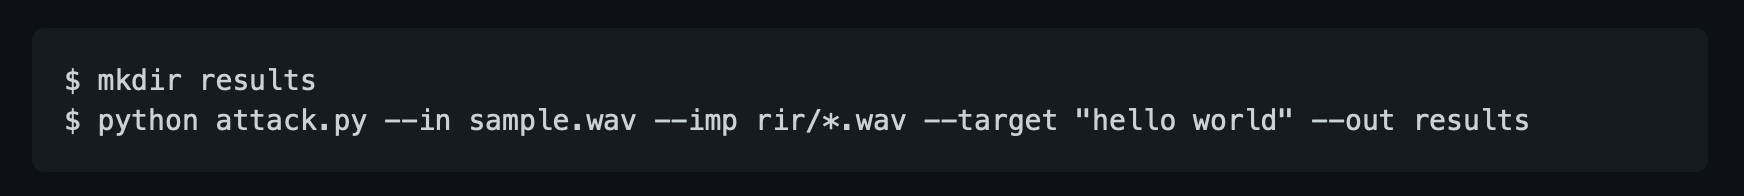 $ mkdir results
$ python attack.py --in sample.wav --imp rir/*.wav --target "hello world" --out results